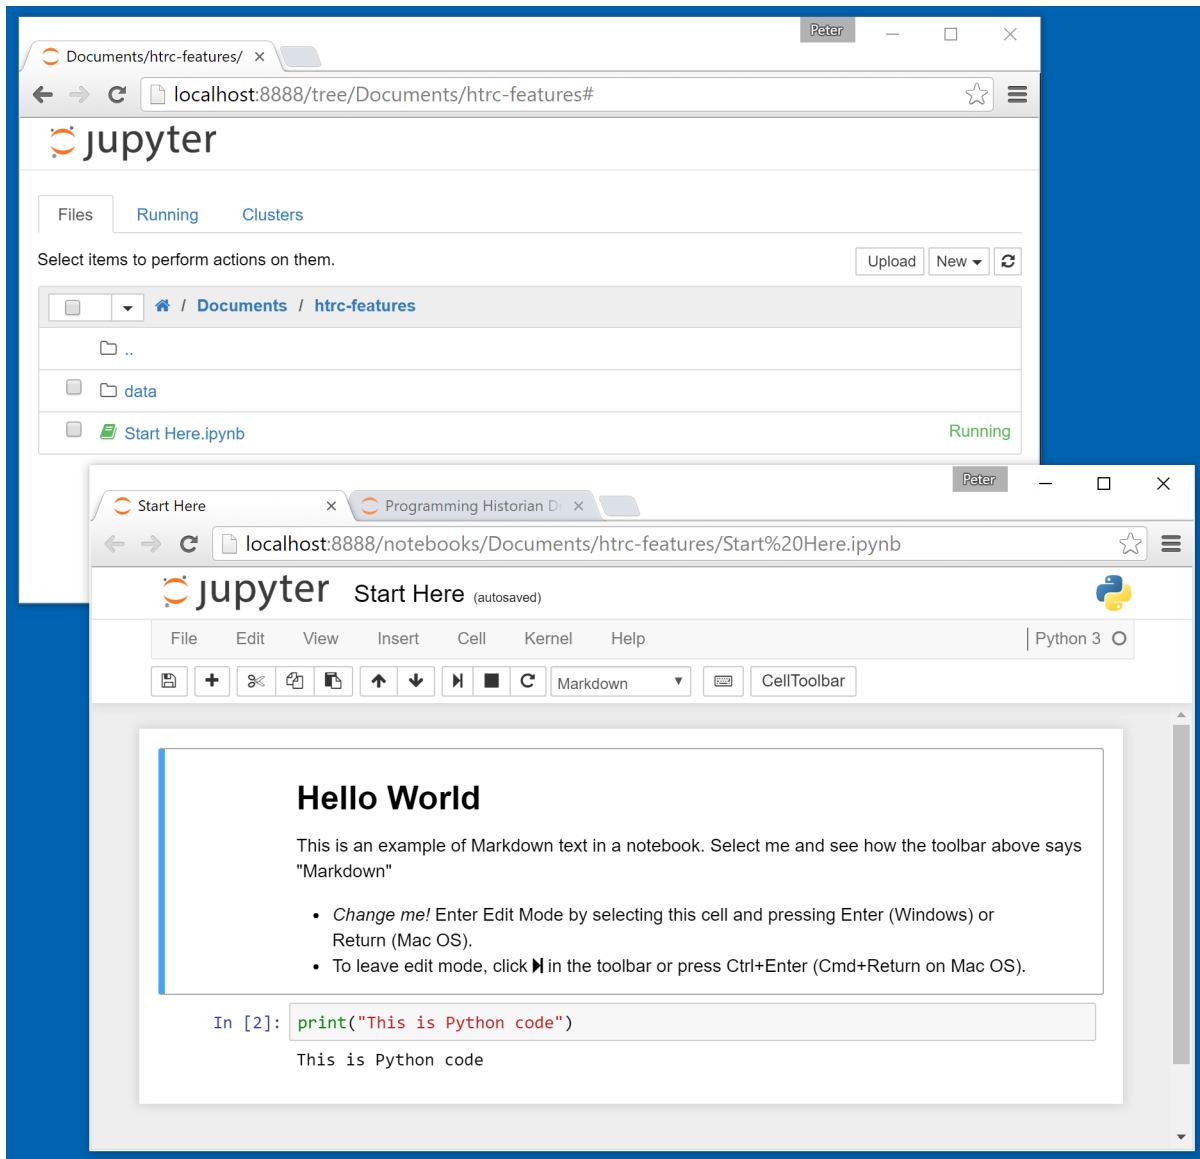 Peter
Documents/htrc-features/
localhost:8888/tree/Documents/htrc-features#
jupyter
Files Running Clusters
Select items to perform actions on them.
Upload New
/ Documents / htrc-features
..
data
Start Here.ipynb Running
Peter
Start Here Programming Historian D
localhost:8888/notebooks/Documents/htrc-features/Start%20Here.ipynb
jupyter Start Here (autosaved)
File Edit View Insert Cell Kernel Help Python 3
Markdown CellToolbar
Hello World
This is an example of Markdown text in a notebook. Select me and see how the toolbar above says
"Markdown"
• Change me! Enter Edit Mode by selecting this cell and pressing Enter (Windows) or
Return (Mac OS).
• To leave edit mode, click in the toolbar or press Ctrl+Enter (Cmd+Return on Mac OS).
In [2]: print("This is Python code")
This is Python code